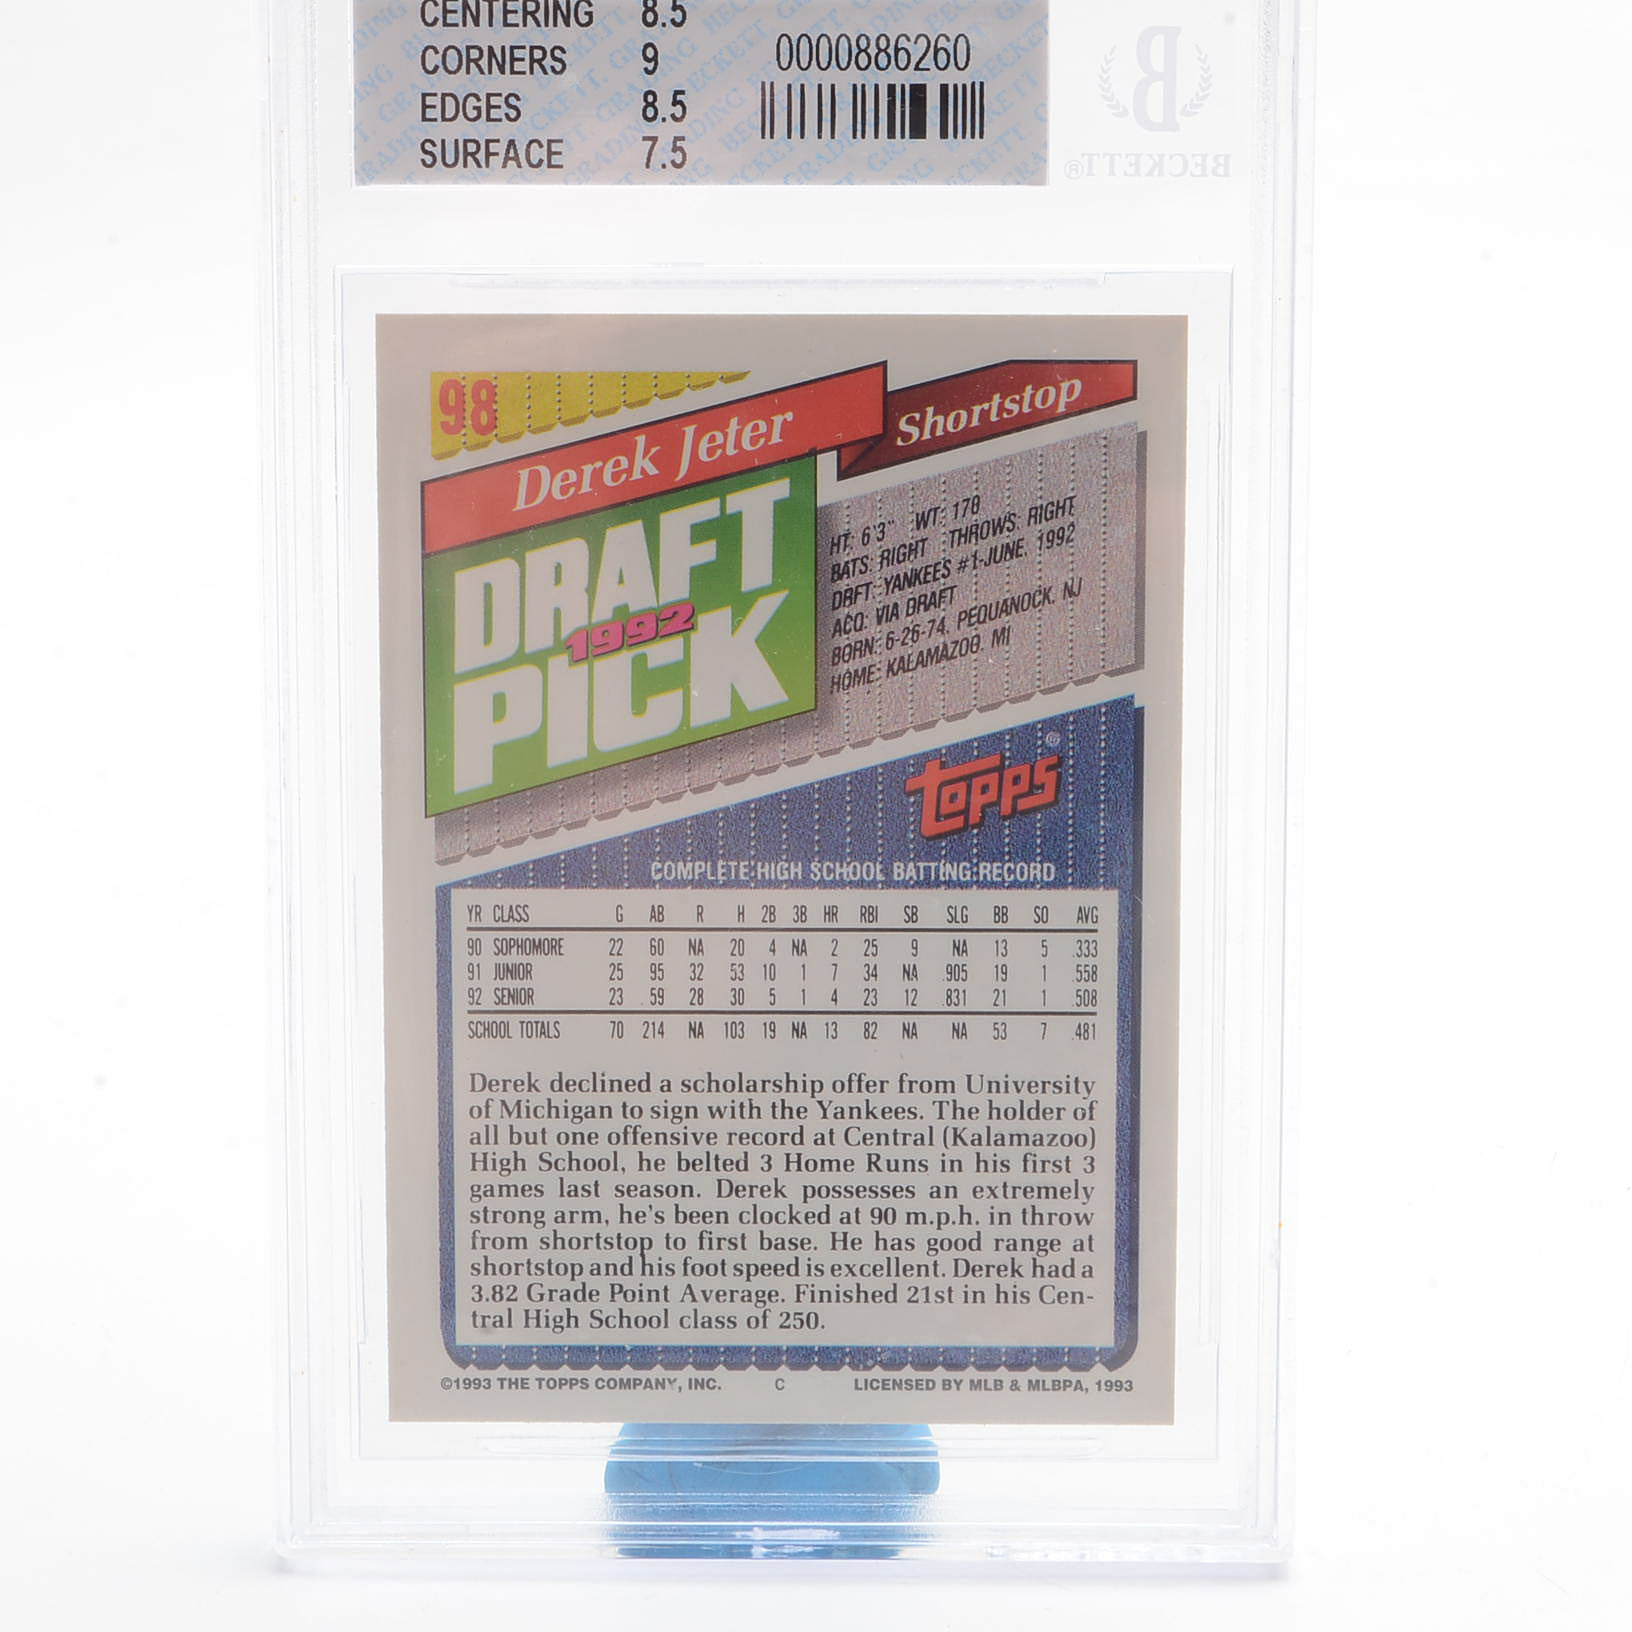 CENTERING 8.5
CORNERS 9
EDGES 8.5
SURFACE 7.5
0000886260
BECKETT®
98
Derek Jeter
Shortstop
DRAFT
1992
PICK
HT: 6'3" WT: 178
BATS: RIGHT THROWS: RIGHT
DRFT: YANKEES #1-JUNE, 1992
ACQ: VIA DRAFT
BORN: 6-26-74, PEQUANOCK, NJ
HOME: KALAMAZOO, MI
TOPPS®
COMPLETE HIGH SCHOOL BATTING RECORD
YR CLASS G AB R H 2B 3B HR RBI SB SLG BB SO AVG
90 SOPHOMORE 22 60 NA 20 4 NA 2 25 9 NA 13 5 .333
91 JUNIOR 25 95 32 53 10 1 7 34 NA .905 19 1 .558
92 SENIOR 23 59 28 30 5 1 4 23 12 .831 21 1 .508
SCHOOL TOTALS 70 214 NA 103 19 NA 13 82 NA NA 53 7 .481
Derek declined a scholarship offer from University
of Michigan to sign with the Yankees. The holder of
all but one offensive record at Central (Kalamazoo)
High School, he belted 3 Home Runs in his first 3
games last season. Derek possesses an extremely
strong arm, he's been clocked at 90 m.p.h. in throw
from shortstop to first base. He has good range at
shortstop and his foot speed is excellent. Derek had a
3.82 Grade Point Average. Finished 21st in his Cen-
tral High School class of 250.
©1993 THE TOPPS COMPANY, INC. C LICENSED BY MLB & MLBPA, 1993